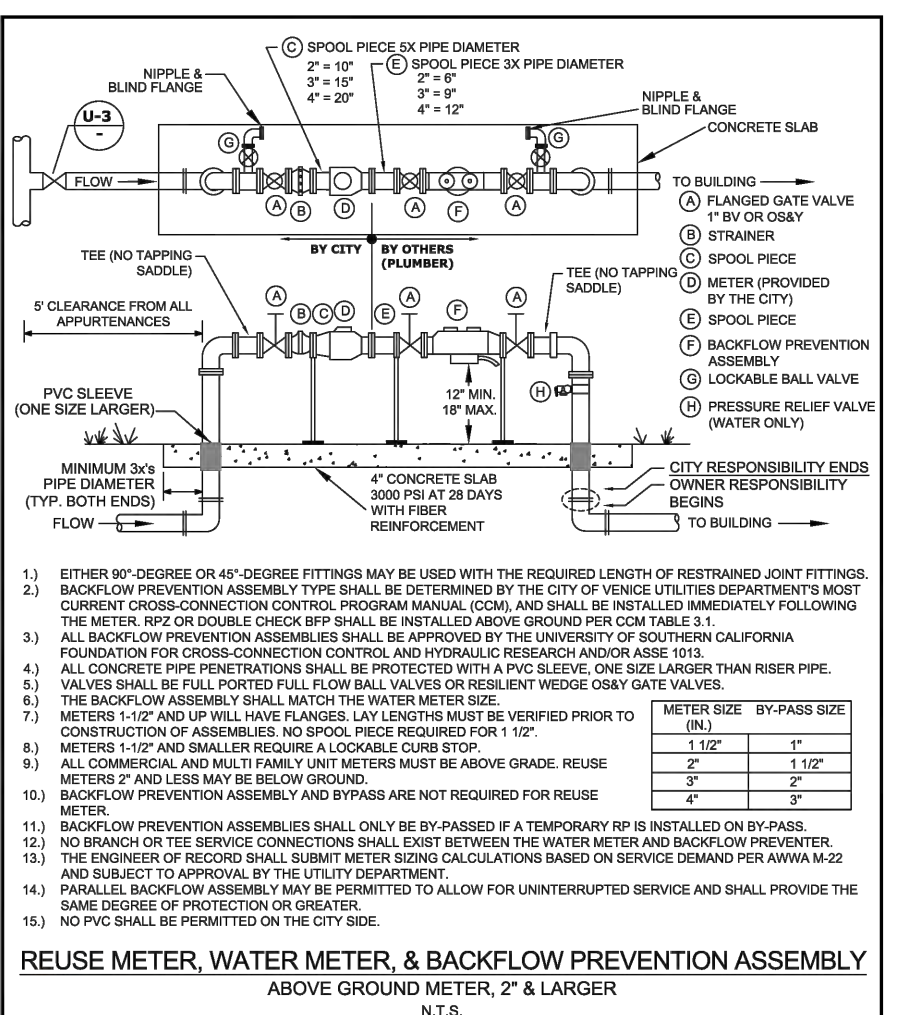 C SPOOL PIECE 5X PIPE DIAMETER
2" = 10"
3" = 15"
4" = 20"
E SPOOL PIECE 3X PIPE DIAMETER
2" = 6"
3" = 9"
4" = 12"
NIPPLE &
BLIND FLANGE
NIPPLE &
BLIND FLANGE
U-3
-
CONCRETE SLAB
G
G
FLOW
TO BUILDING
A
B
D
A
F
A
BY CITY
BY OTHERS
(PLUMBER)
A FLANGED GATE VALVE
1" BV OR OS&Y
B STRAINER
C SPOOL PIECE
D METER (PROVIDED
BY THE CITY)
E SPOOL PIECE
F BACKFLOW PREVENTION
ASSEMBLY
G LOCKABLE BALL VALVE
H PRESSURE RELIEF VALVE
(WATER ONLY)
TEE (NO TAPPING
SADDLE)
TEE (NO TAPPING
SADDLE)
5' CLEARANCE FROM ALL
APPURTENANCES
A
B
C
D
E
A
F
A
H
12" MIN.
18" MAX.
PVC SLEEVE
(ONE SIZE LARGER)
MINIMUM 3x's
PIPE DIAMETER
(TYP. BOTH ENDS)
FLOW
4" CONCRETE SLAB
3000 PSI AT 28 DAYS
WITH FIBER
REINFORCEMENT
CITY RESPONSIBILITY ENDS
OWNER RESPONSIBILITY
BEGINS
TO BUILDING
1.) EITHER 90°-DEGREE OR 45°-DEGREE FITTINGS MAY BE USED WITH THE REQUIRED LENGTH OF RESTRAINED JOINT FITTINGS.
2.) BACKFLOW PREVENTION ASSEMBLY TYPE SHALL BE DETERMINED BY THE CITY OF VENICE UTILITIES DEPARTMENT'S MOST
CURRENT CROSS-CONNECTION CONTROL PROGRAM MANUAL (CCM), AND SHALL BE INSTALLED IMMEDIATELY FOLLOWING
THE METER. RPZ OR DOUBLE CHECK BFP SHALL BE INSTALLED ABOVE GROUND PER CCM TABLE 3.1.
3.) ALL BACKFLOW PREVENTION ASSEMBLIES SHALL BE APPROVED BY THE UNIVERSITY OF SOUTHERN CALIFORNIA
FOUNDATION FOR CROSS-CONNECTION CONTROL AND HYDRAULIC RESEARCH AND/OR ASSE 1013.
4.) ALL CONCRETE PIPE PENETRATIONS SHALL BE PROTECTED WITH A PVC SLEEVE, ONE SIZE LARGER THAN RISER PIPE.
5.) VALVES SHALL BE FULL PORTED FULL FLOW BALL VALVES OR RESILIENT WEDGE OS&Y GATE VALVES.
6.) THE BACKFLOW ASSEMBLY SHALL MATCH THE WATER METER SIZE.
7.) METERS 1-1/2" AND UP WILL HAVE FLANGES. LAY LENGTHS MUST BE VERIFIED PRIOR TO
CONSTRUCTION OF ASSEMBLIES. NO SPOOL PIECE REQUIRED FOR 1 1/2".
8.) METERS 1-1/2" AND SMALLER REQUIRE A LOCKABLE CURB STOP.
9.) ALL COMMERCIAL AND MULTI FAMILY UNIT METERS MUST BE ABOVE GRADE. REUSE
METERS 2" AND LESS MAY BE BELOW GROUND.
10.) BACKFLOW PREVENTION ASSEMBLY AND BYPASS ARE NOT REQUIRED FOR REUSE
METER.
METER SIZE (IN.) BY-PASS SIZE
1 1/2" 1"
2" 1 1/2"
3" 2"
4" 3"
11.) BACKFLOW PREVENTION ASSEMBLIES SHALL ONLY BE BY-PASSED IF A TEMPORARY RP IS INSTALLED ON BY-PASS.
12.) NO BRANCH OR TEE SERVICE CONNECTIONS SHALL EXIST BETWEEN THE WATER METER AND BACKFLOW PREVENTER.
13.) THE ENGINEER OF RECORD SHALL SUBMIT METER SIZING CALCULATIONS BASED ON SERVICE DEMAND PER AWWA M-22
AND SUBJECT TO APPROVAL BY THE UTILITY DEPARTMENT.
14.) PARALLEL BACKFLOW ASSEMBLY MAY BE PERMITTED TO ALLOW FOR UNINTERRUPTED SERVICE AND SHALL PROVIDE THE
SAME DEGREE OF PROTECTION OR GREATER.
15.) NO PVC SHALL BE PERMITTED ON THE CITY SIDE.
REUSE METER, WATER METER, & BACKFLOW PREVENTION ASSEMBLY
ABOVE GROUND METER, 2" & LARGER
N.T.S.